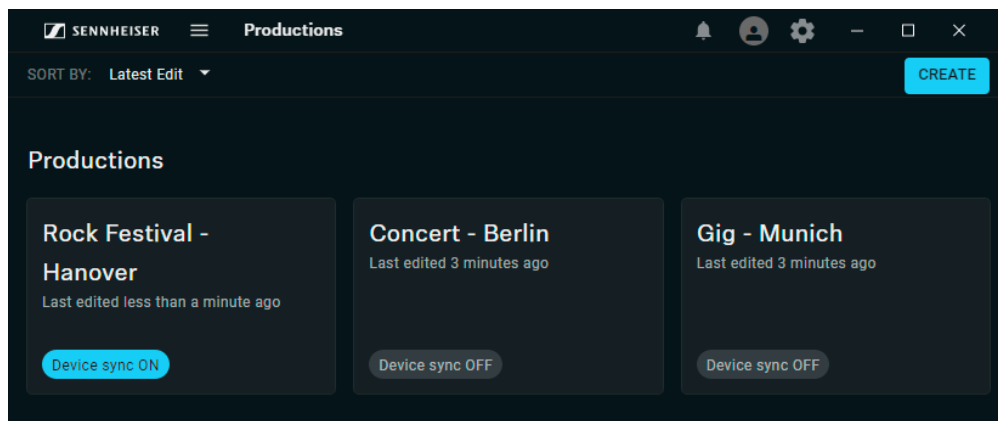 SENNHEISER Productions
SORT BY: Latest Edit CREATE
Productions
Rock Festival -
Hanover
Last edited less than a minute ago
Device sync ON
Concert - Berlin
Last edited 3 minutes ago
Device sync OFF
Gig - Munich
Last edited 3 minutes ago
Device sync OFF